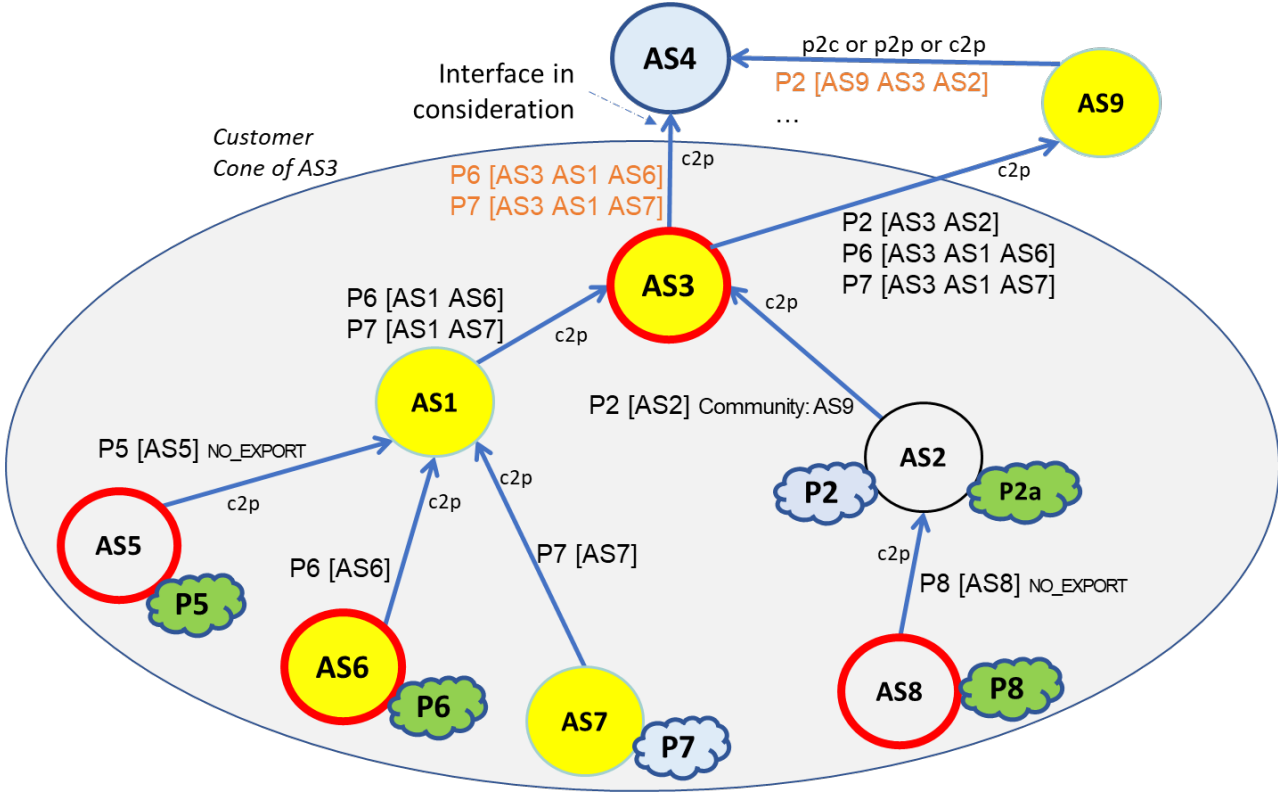 AS4
p2c or p2p or c2p
P2 [AS9 AS3 AS2]
...
AS9
Interface in
consideration
Customer
Cone of AS3
c2p
P6 [AS3 AS1 AS6]
P7 [AS3 AS1 AS7]
c2p
P2 [AS3 AS2]
P6 [AS3 AS1 AS6]
P7 [AS3 AS1 AS7]
AS3
P6 [AS1 AS6]
P7 [AS1 AS7]
c2p
c2p
AS1
P2 [AS2] Community: AS9
P5 [AS5] NO_EXPORT
c2p
c2p
c2p
AS2
P2
P2a
AS5
P5
P6 [AS6]
P7 [AS7]
c2p
P8 [AS8] NO_EXPORT
AS6
P6
AS7
P7
AS8
P8